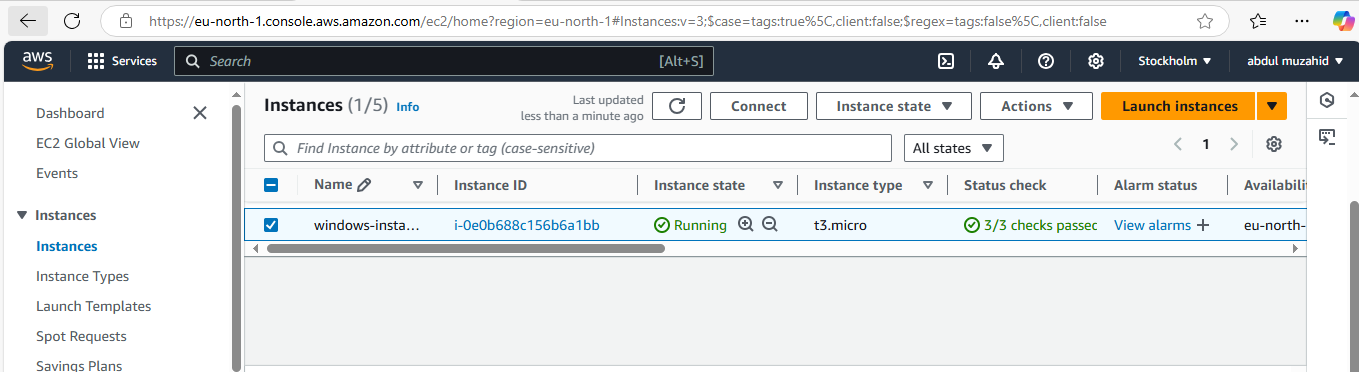 https://eu-north-1.console.aws.amazon.com/ec2/home?region=eu-north-1#Instances:v=3;$case=tags:true%5C,client:false;$regex=tags:false%5C,client:false
aws Services Search [Alt+S] Stockholm abdul muzahid
Dashboard
EC2 Global View
Events
Instances
Instances
Instance Types
Launch Templates
Spot Requests
Savings Plans
Instances (1/5) Info
Last updated
less than a minute ago
Connect Instance state Actions Launch instances
Find Instance by attribute or tag (case-sensitive) All states 1
Name Instance ID Instance state Instance type Status check Alarm status Availabili
windows-insta... i-0e0b688c156b6a1bb Running t3.micro 3/3 checks passed View alarms + eu-north-